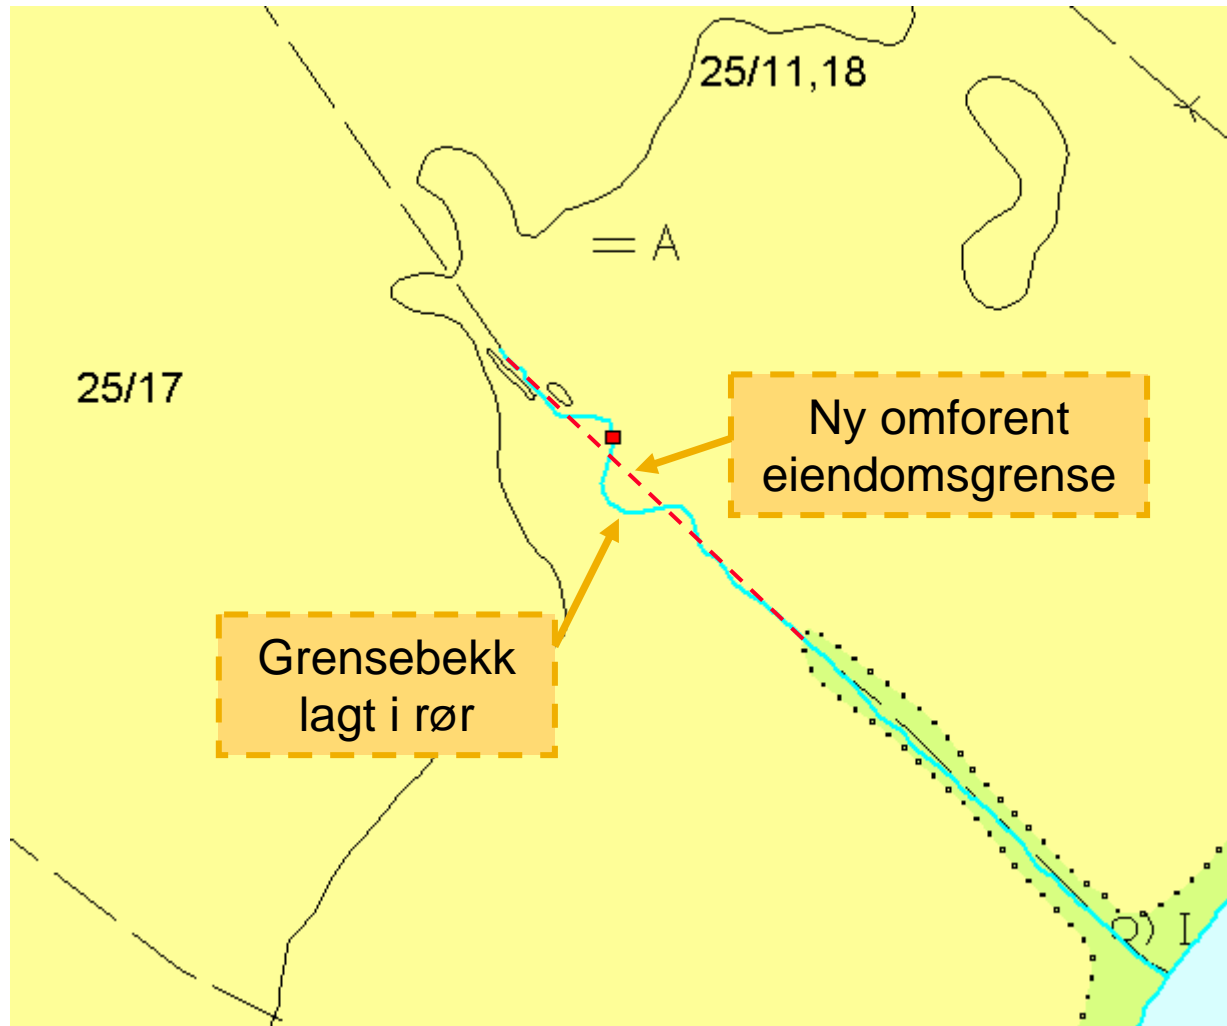 25/11,18
= A
25/17
Ny omforent
eiendomsgrense
Grensebekk
lagt i rør
I